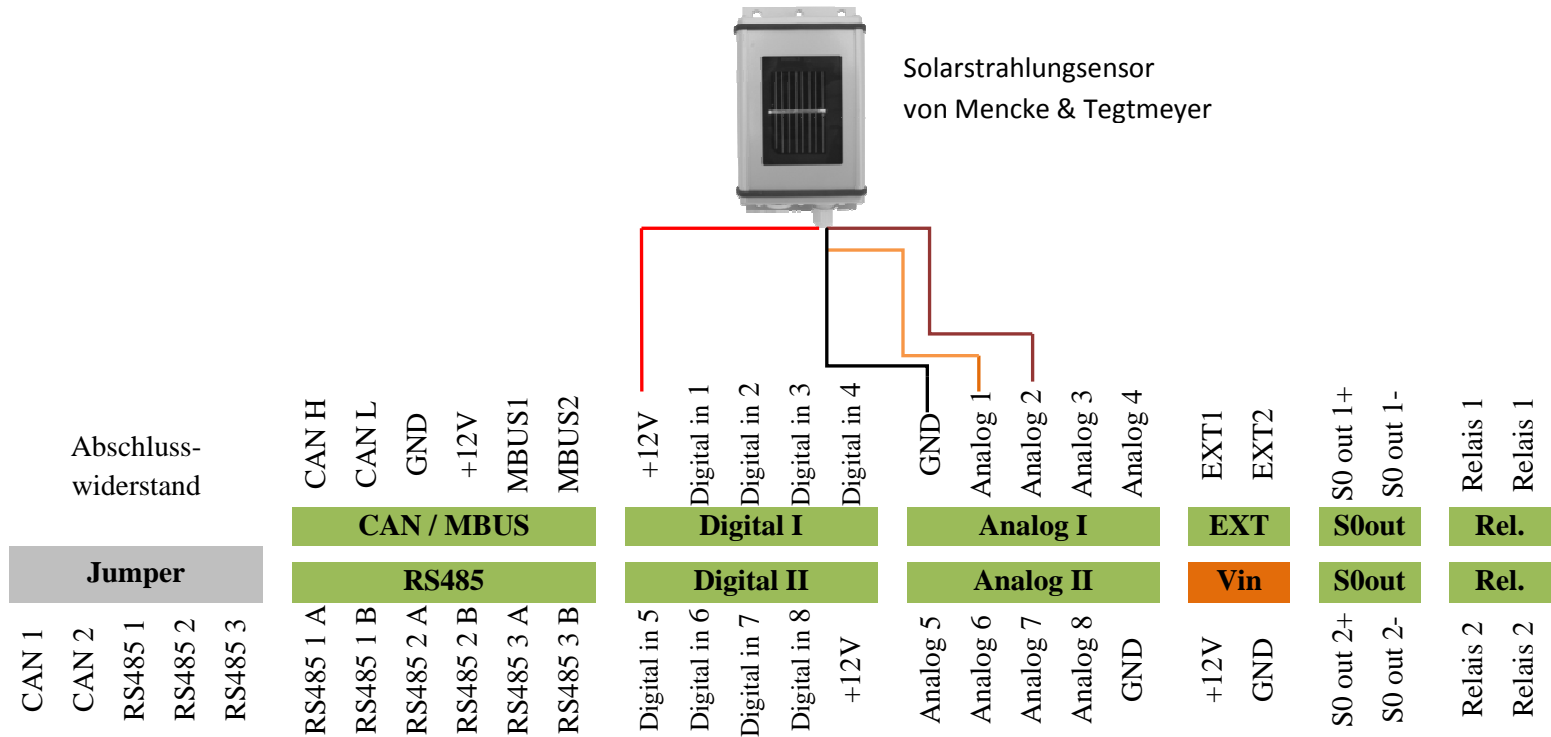 Solarstrahlungsensor
von Mencke & Tegtmeyer
Abschluss-
widerstand
CAN H
CAN L
GND
+12V
MBUS1
MBUS2
+12V
Digital in 1
Digital in 2
Digital in 3
Digital in 4
GND
Analog 1
Analog 2
Analog 3
Analog 4
EXT1
EXT2
S0 out 1+
S0 out 1-
Relais 1
Relais 1
CAN / MBUS
Digital I
Analog I
EXT
S0out
Rel.
Jumper
RS485
Digital II
Analog II
Vin
S0out
Rel.
CAN 1
CAN 2
RS485 1
RS485 2
RS485 3
RS485 1 A
RS485 1 B
RS485 2 A
RS485 2 B
RS485 3 A
RS485 3 B
Digital in 5
Digital in 6
Digital in 7
Digital in 8
+12V
Analog 5
Analog 6
Analog 7
Analog 8
GND
+12V
GND
S0 out 2+
S0 out 2-
Relais 2
Relais 2